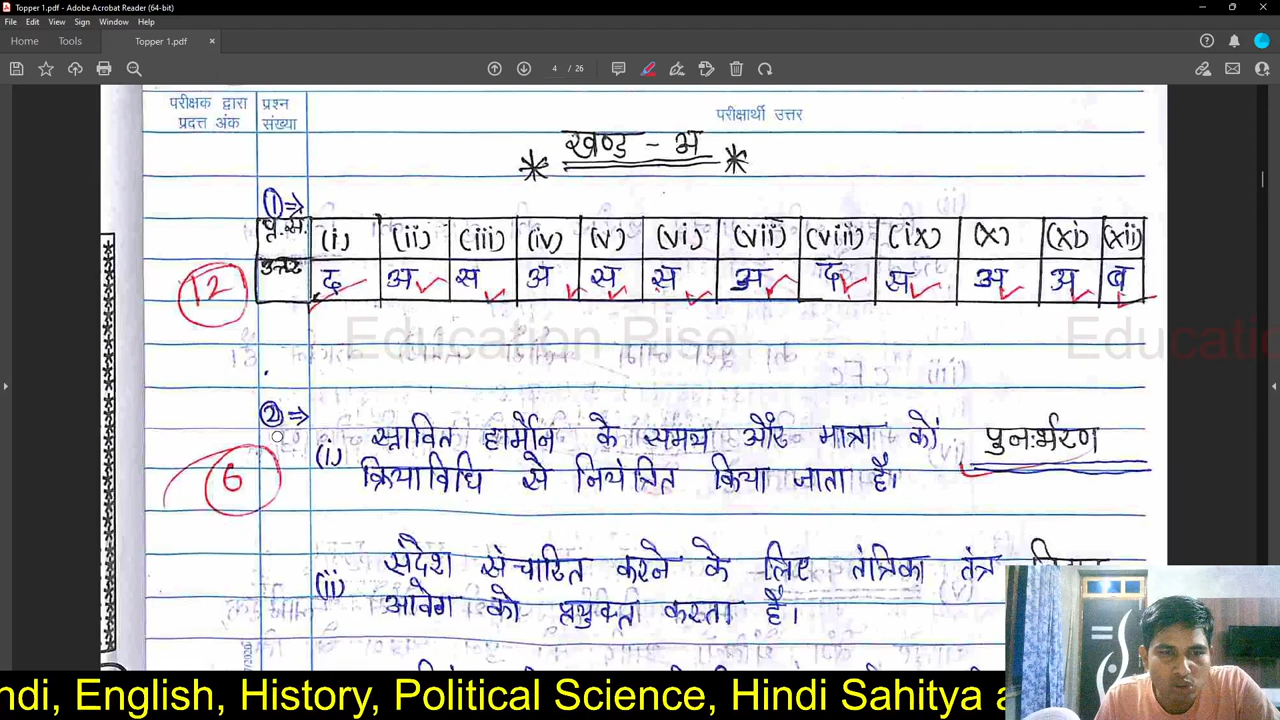 Topper 1.pdf - Adobe Acrobat Reader (64-bit)
File Edit View Sign Window Help
Home Tools Topper 1.pdf ×
4 / 26
परीक्षक द्वारा प्रश्न
परीक्षार्थी उत्तर
प्रदत्त अंक संख्या
* खण्ड - अ *
① ⇒
प्र.सं. (i) (ii) (iii) (iv) (v) (vi) (vii) (viii) (ix) (x) (xi) (xii)
उत्तर द अ स अ स स अ द स अ अ ब
12
Education Rise
② ⇒
(i) स्रावित हार्मोन के समय और मात्रा को पुनःर्भरण
क्रियाविधि से नियंत्रित किया जाता है।
6
(ii) संदेश संचारित करने के लिए तंत्रिका तंत्र
आवेग को प्रयुक्त करता है।
ndi, English, History, Political Science, Hindi Sahitya a